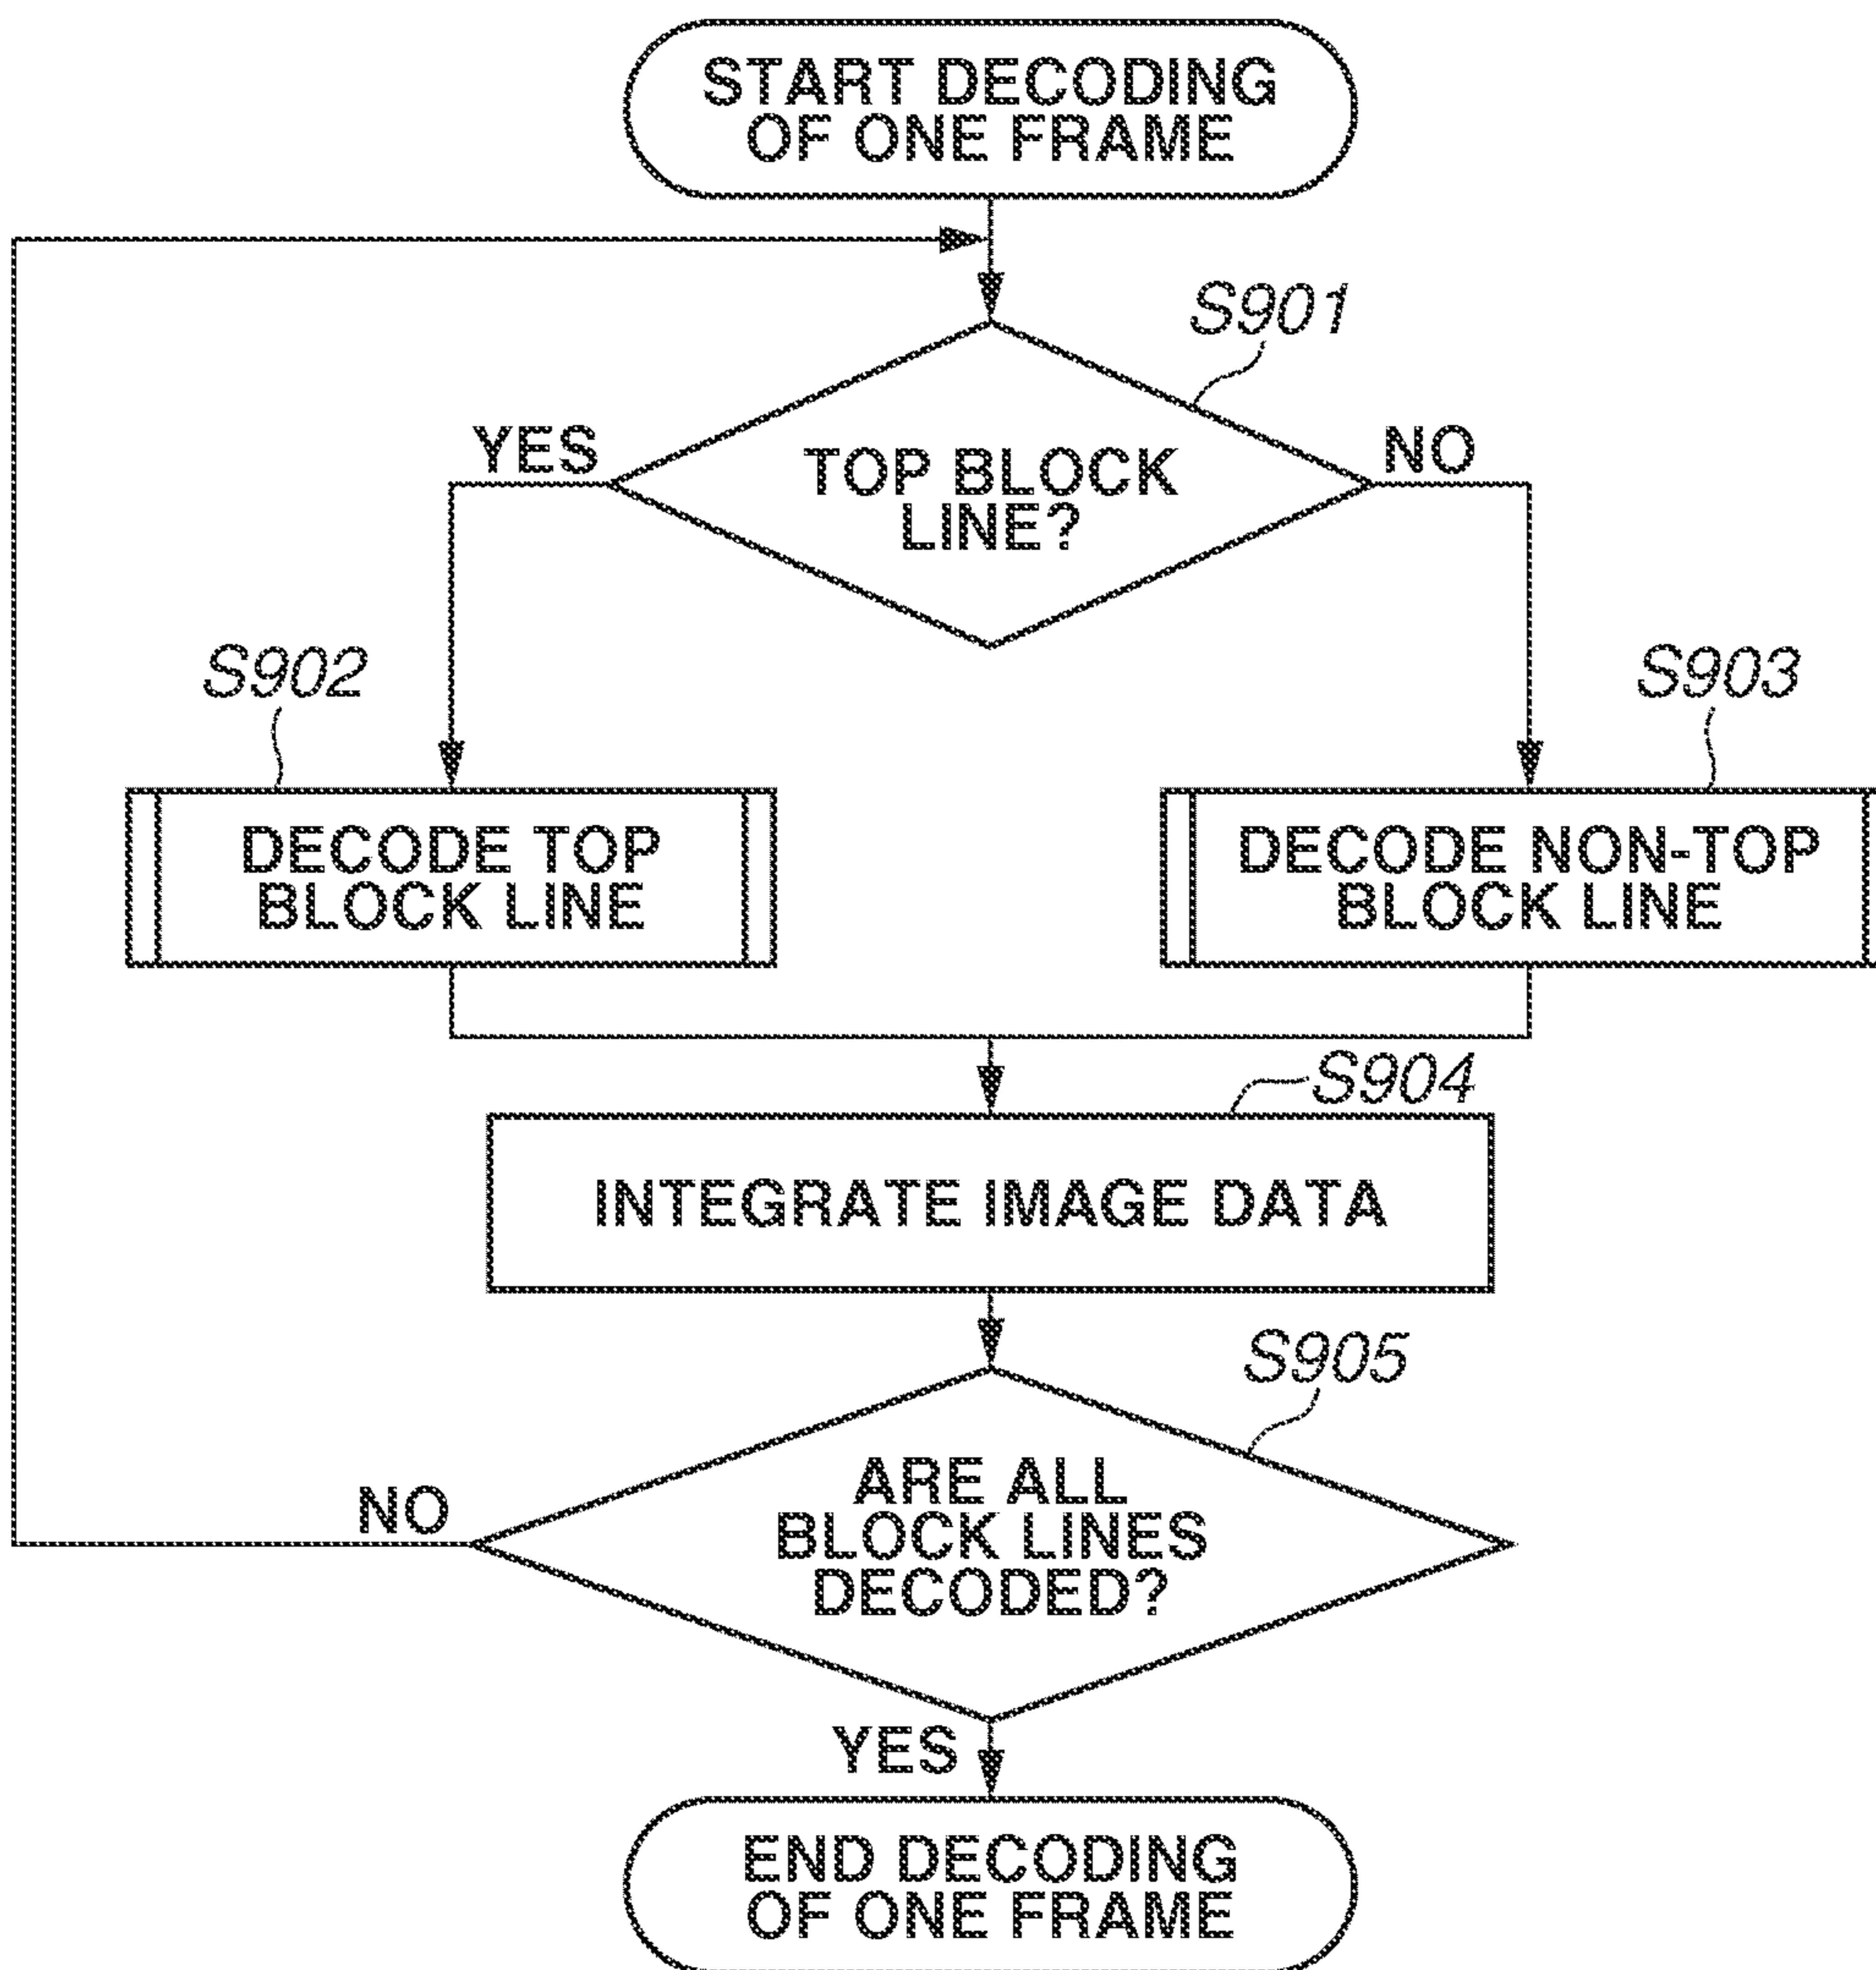 START DECODING
OF ONE FRAME
S901
YES
NO
TOP BLOCK
LINE?
S902
S903
DECODE TOP
BLOCK LINE
DECODE NON-TOP
BLOCK LINE
S904
INTEGRATE IMAGE DATA
S905
ARE ALL
BLOCK LINES
DECODED?
NO
YES
END DECODING
OF ONE FRAME